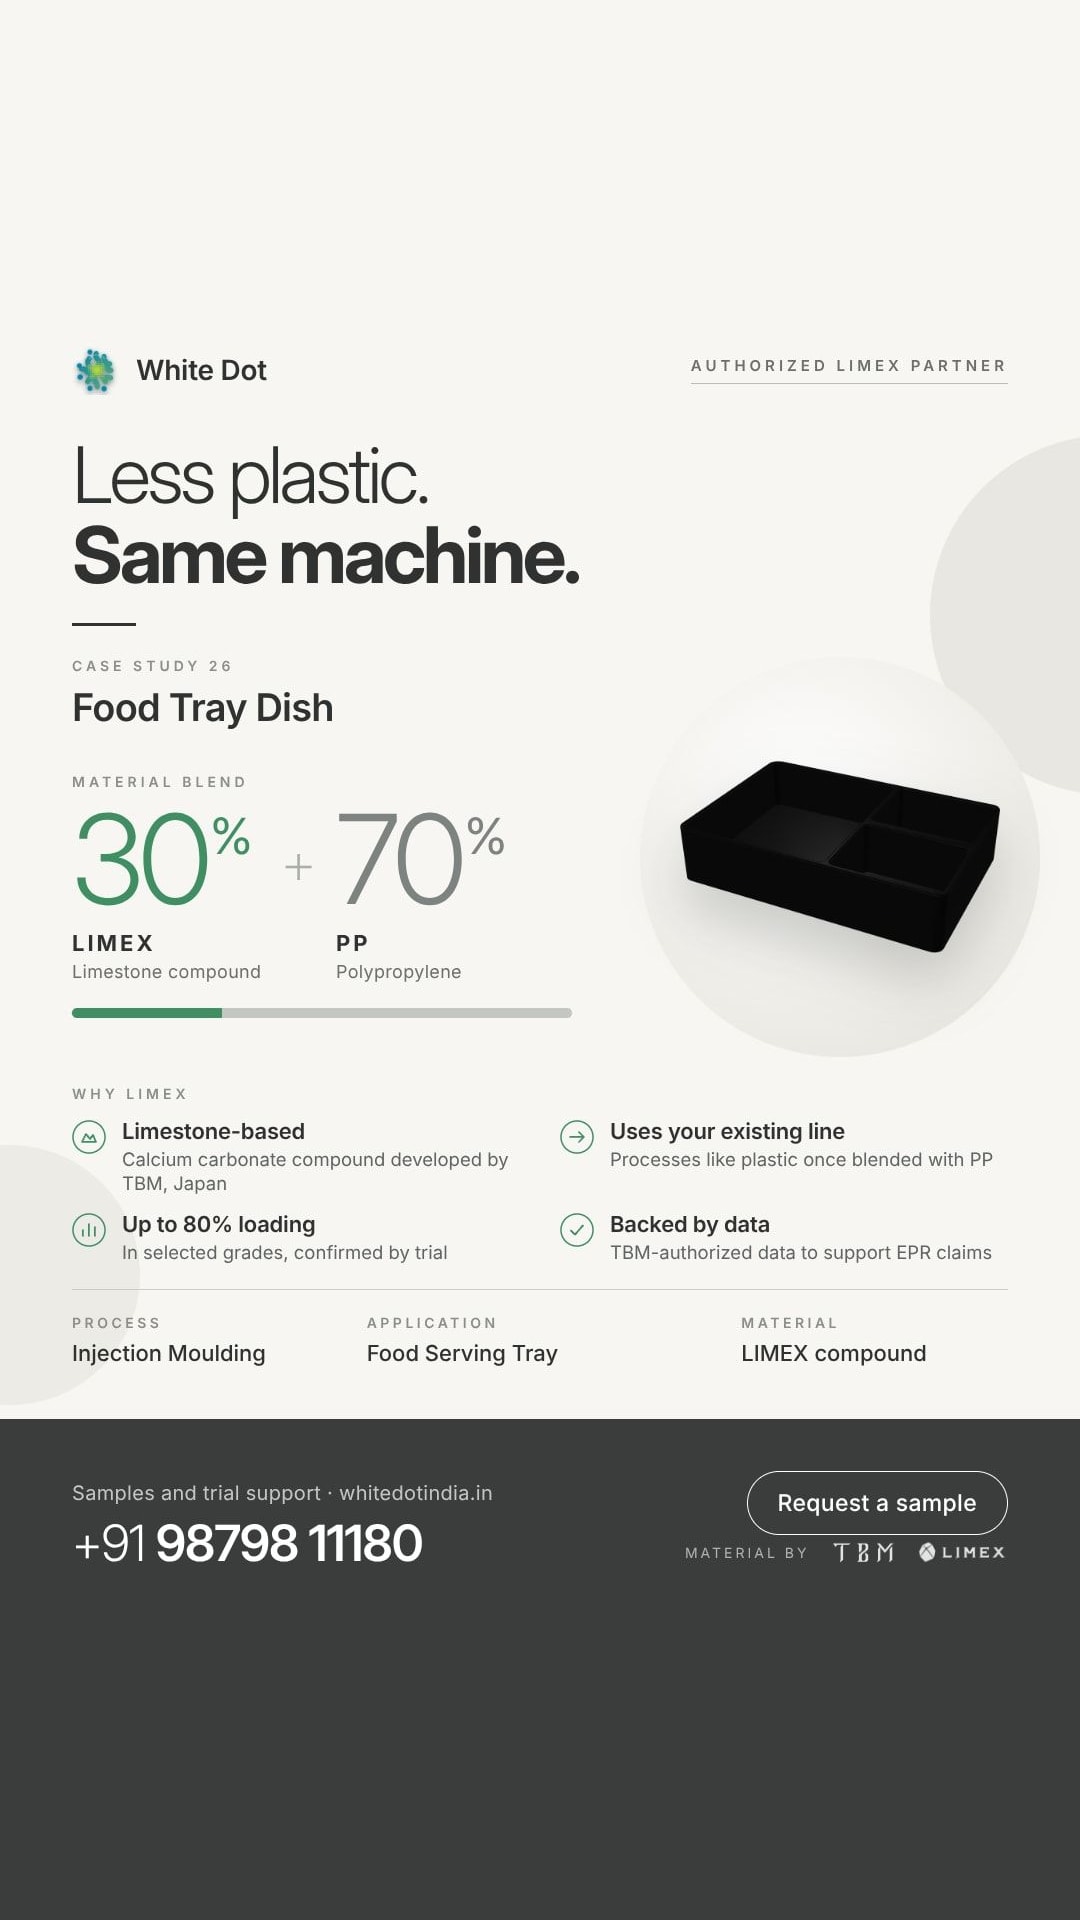 White Dot
AUTHORIZED LIMEX PARTNER
Less plastic.
Same machine.
CASE STUDY 26
Food Tray Dish
MATERIAL BLEND
30% + 70%
LIMEX
Limestone compound
PP
Polypropylene
WHY LIMEX
Limestone-based
Calcium carbonate compound developed by
TBM, Japan
Uses your existing line
Processes like plastic once blended with PP
Up to 80% loading
In selected grades, confirmed by trial
Backed by data
TBM-authorized data to support EPR claims
PROCESS
Injection Moulding
APPLICATION
Food Serving Tray
MATERIAL
LIMEX compound
Samples and trial support · whitedotindia.in
+91 98798 11180
Request a sample
MATERIAL BY TBM LIMEX